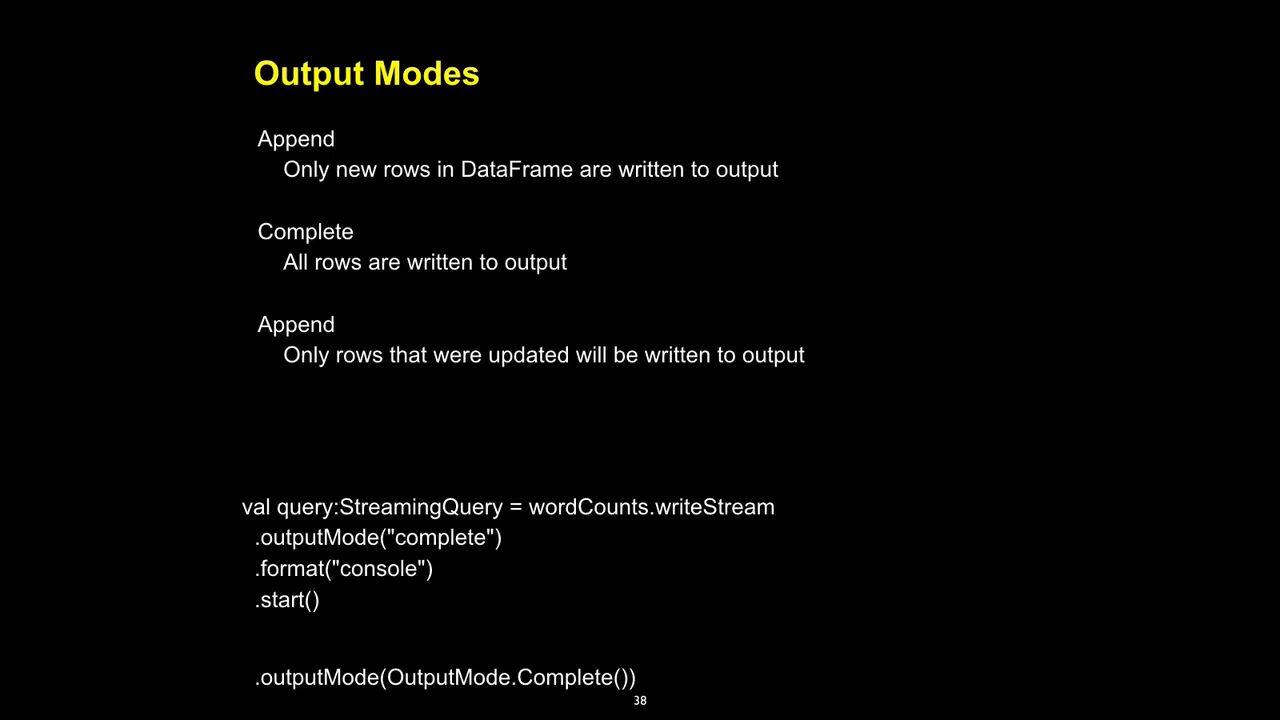 Output Modes
Append
Only new rows in DataFrame are written to output
Complete
All rows are written to output
Append
Only rows that were updated will be written to output
val query:StreamingQuery = wordCounts.writeStream
.outputMode("complete")
.format("console")
.start()
.outputMode(OutputMode.Complete())
38